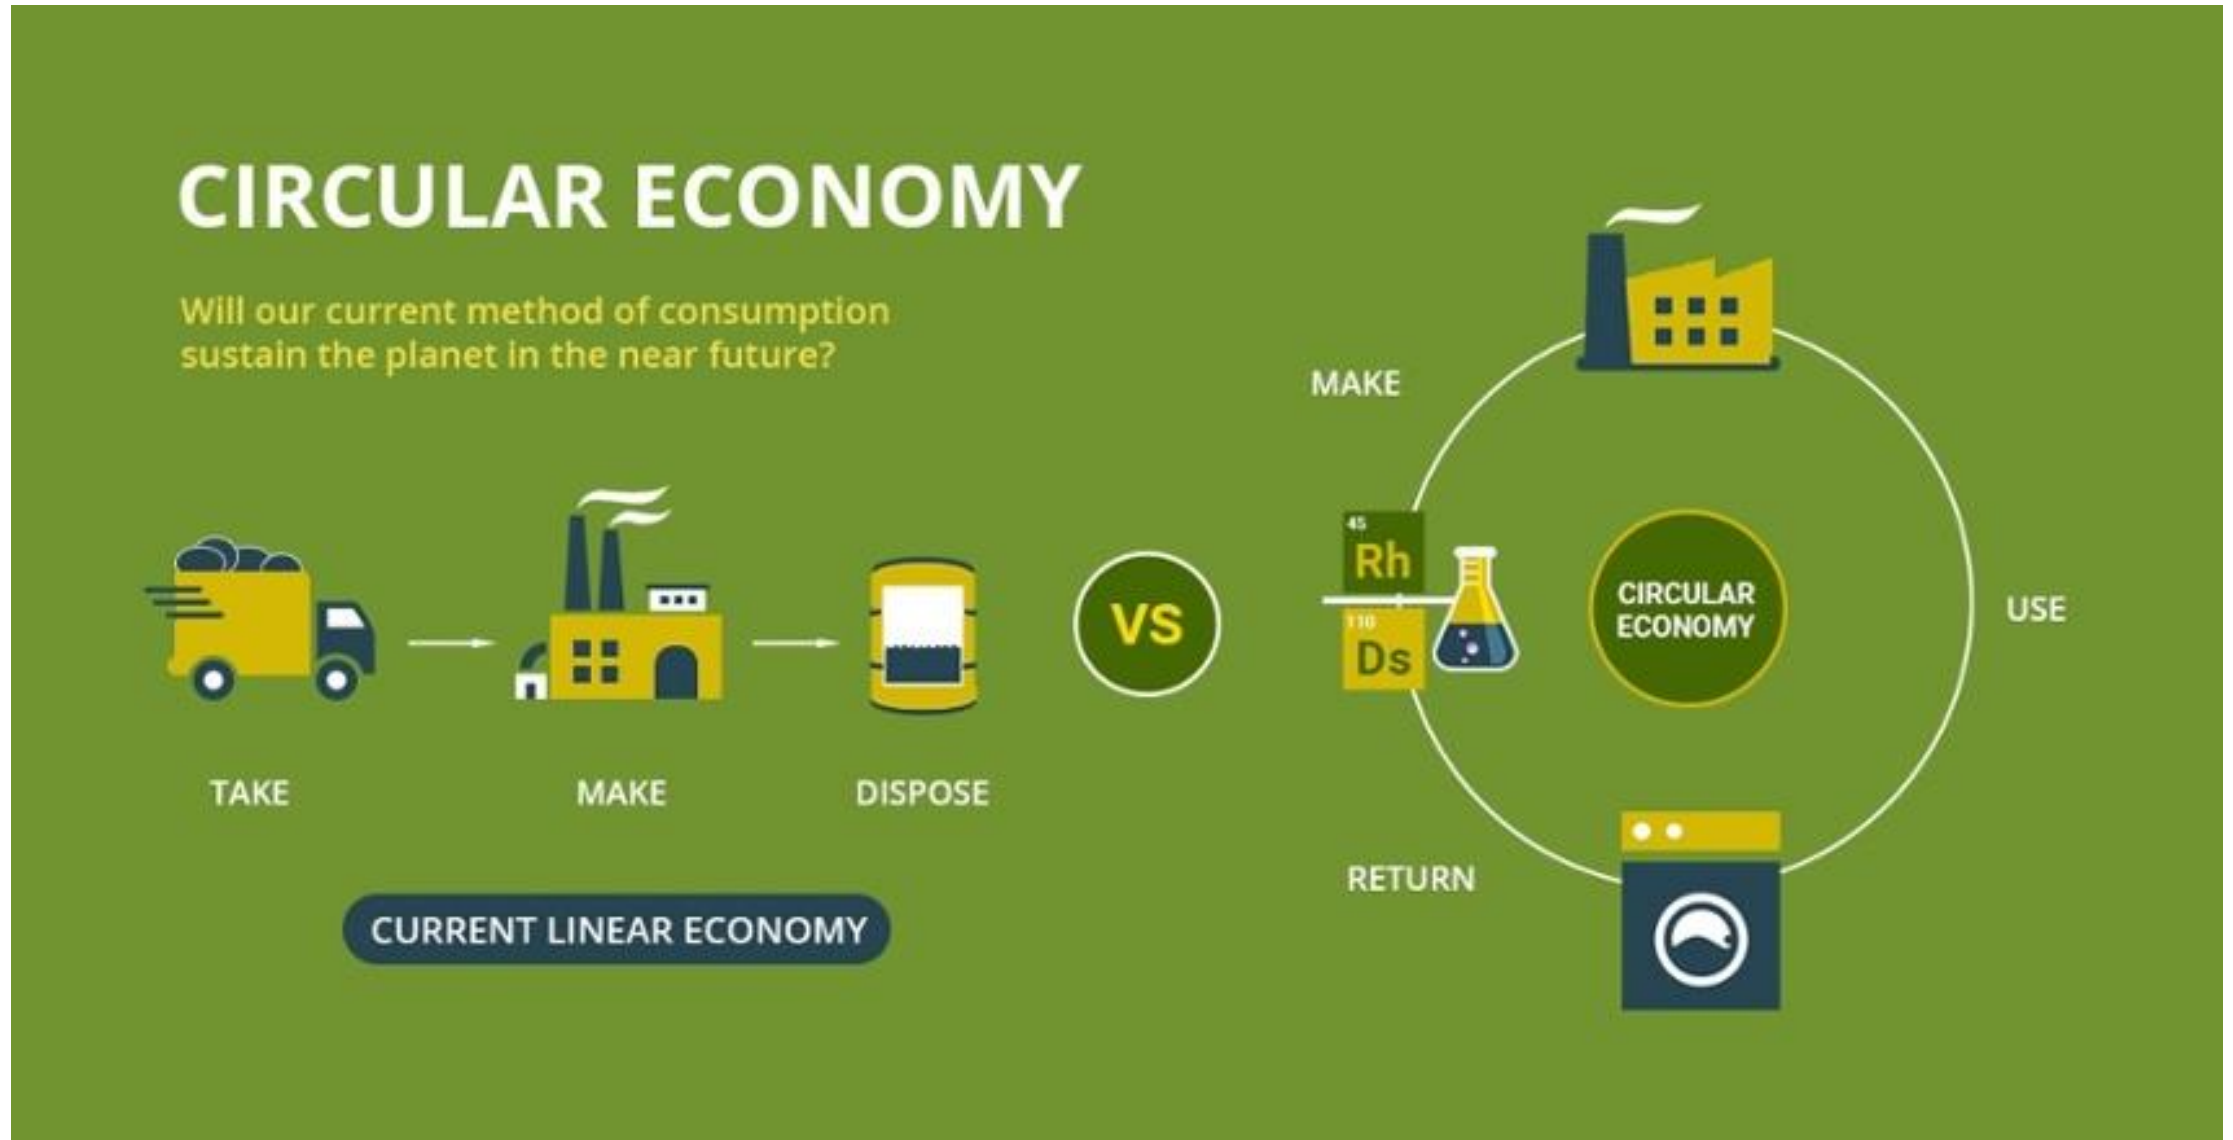 CIRCULAR ECONOMY
Will our current method of consumption
sustain the planet in the near future?
TAKE
MAKE
DISPOSE
CURRENT LINEAR ECONOMY
VS
MAKE
45
Rh
110
Ds
CIRCULAR
ECONOMY
USE
RETURN